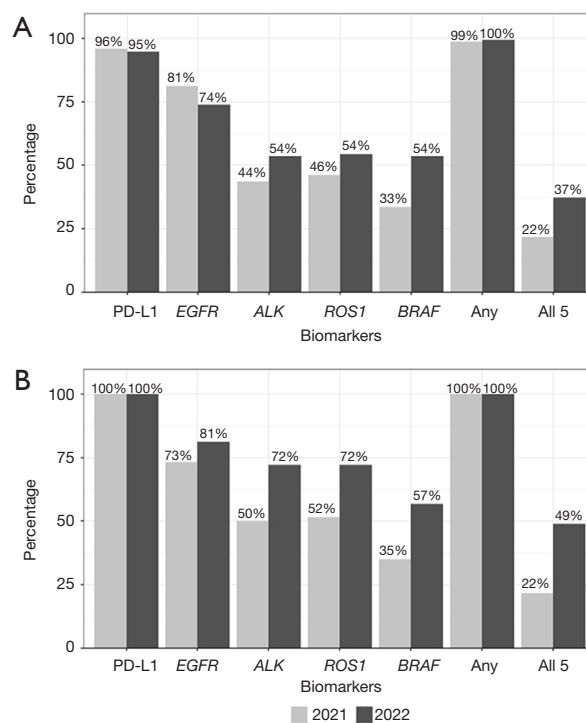 A
100
75
50
25
0
Percentage
96%
95%
81%
74%
44%
54%
46%
54%
33%
54%
99%
100%
22%
37%
PD-L1
EGFR
ALK
ROS1
BRAF
Any
All 5
Biomarkers
B
100
75
50
25
0
Percentage
100%
100%
73%
81%
50%
72%
52%
72%
35%
57%
100%
100%
22%
49%
PD-L1
EGFR
ALK
ROS1
BRAF
Any
All 5
Biomarkers
2021
2022